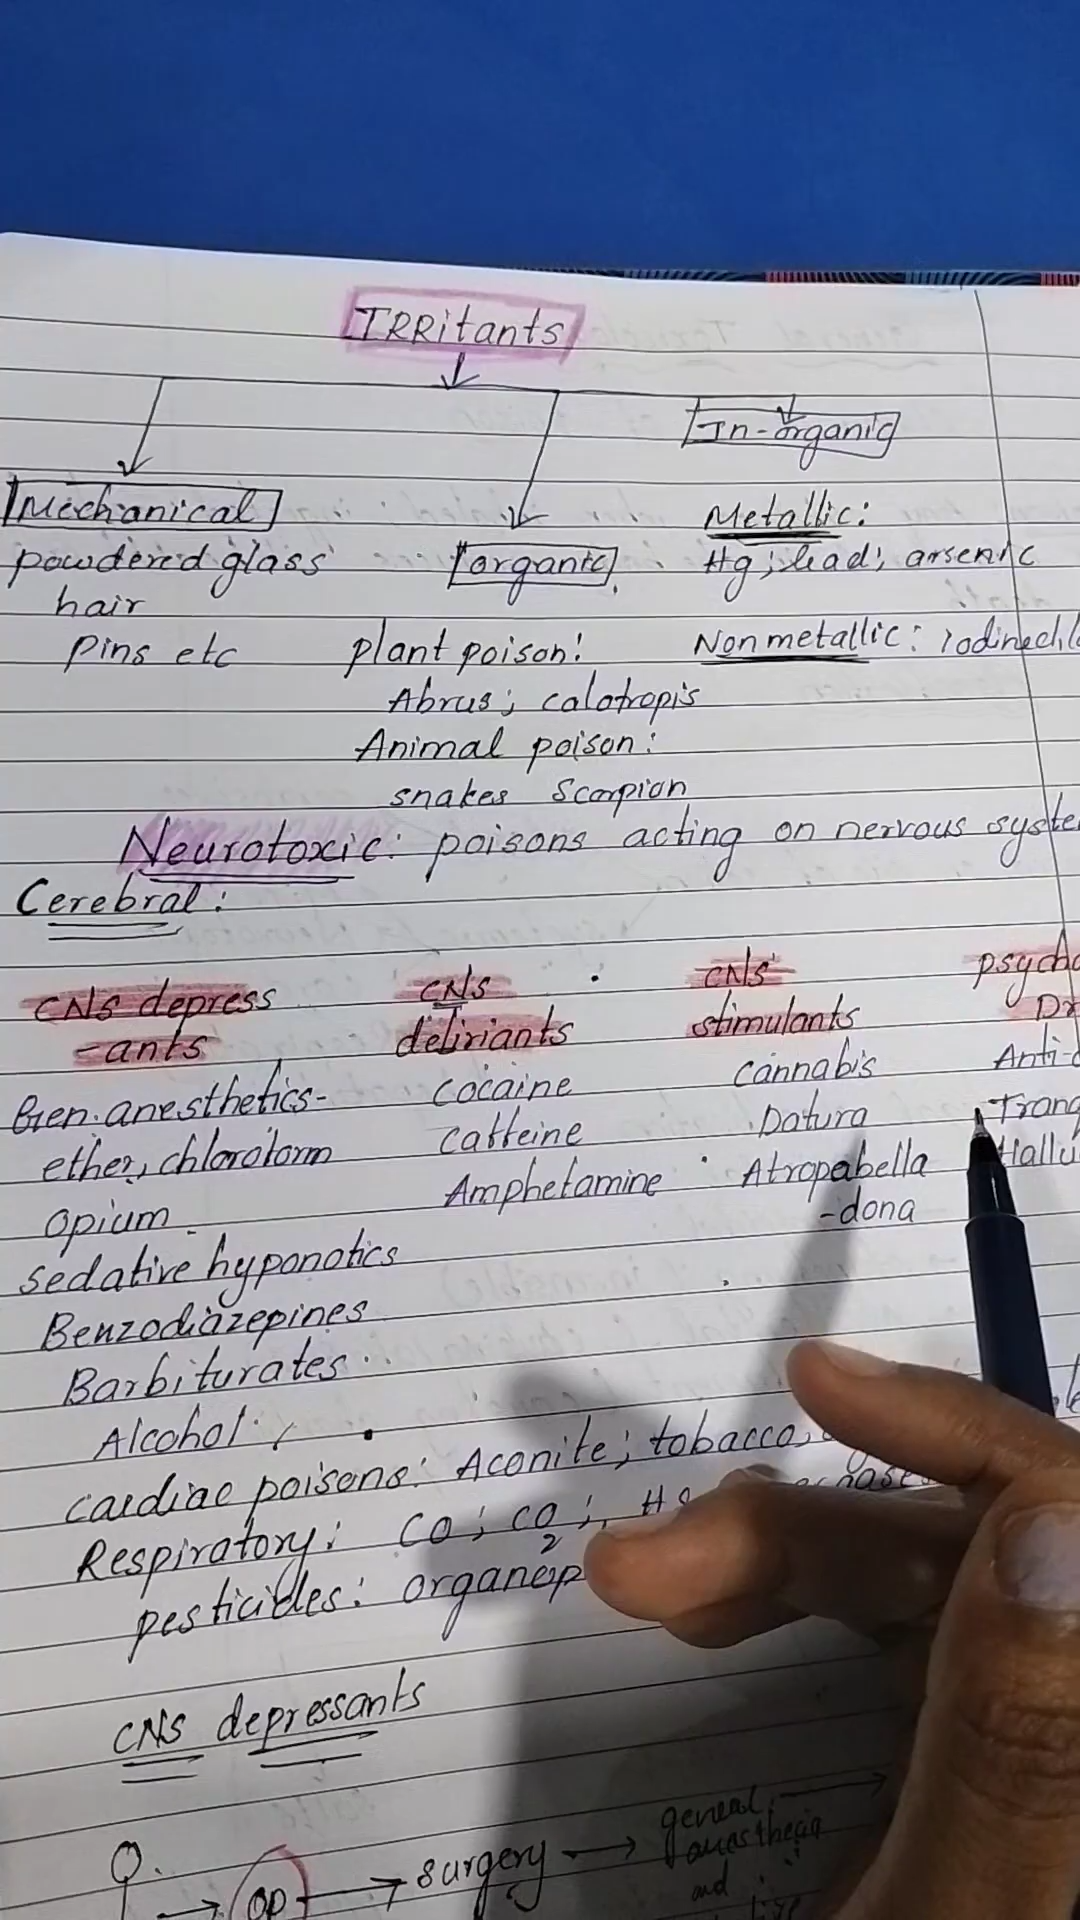 IRRitants
In-organic
Mechanical
powdered glass
hair
Pins etc
organic
plant poison:
Abrus; calotropis
Animal poison:
snakes Scorpion
Metallic:
Hg; lead; arsenic
Nonmetallic:
Neurotoxic: poisons acting on nervous
Cerebral:
CNS depress
-ants
Gen. anesthetics-
ether, chloroform
opium
sedative hyponotics
Benzodiazepines
Barbiturates
Alcohol
CNS
deliriants
cocaine
caffeine
Amphetamine
CNS
stimulants
cannabis
Datura
Atropabella
-dona
cardiac poisons: Aconite; tobacco,
Respiratory: CO; CO2;
pesticides:
CNS depressants
OP
surgery
general
anesthesia
and